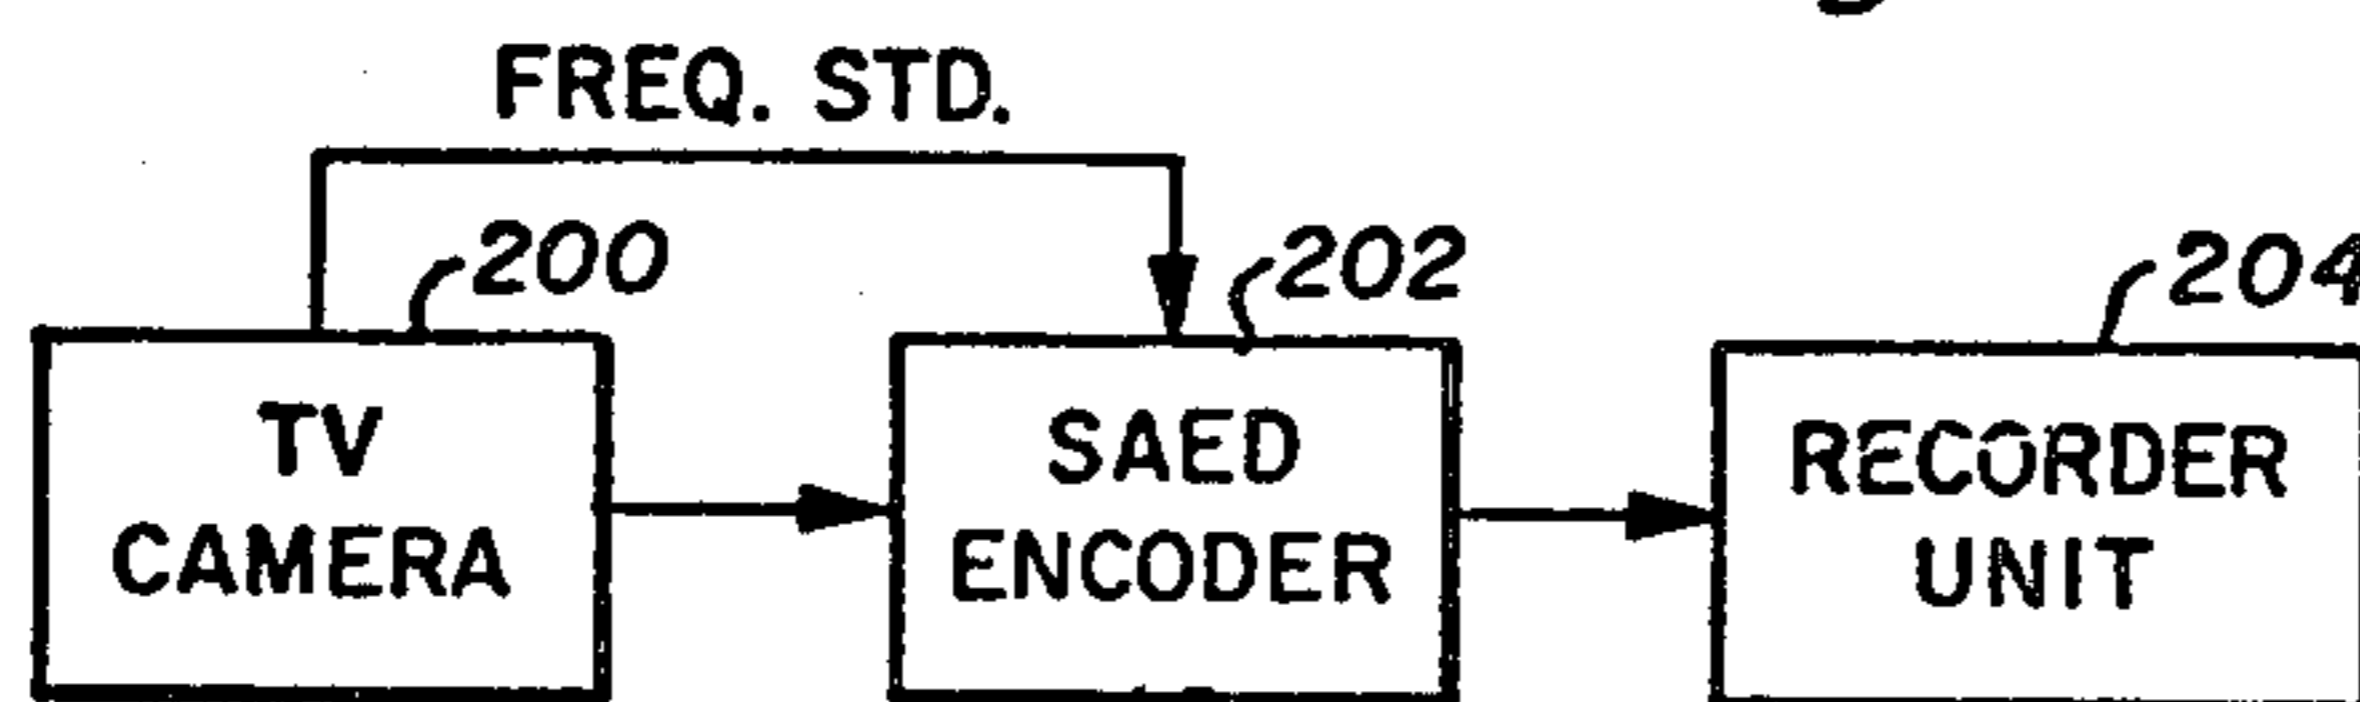 FREQ. STD.
200
202
204
TV
CAMERA
SAED
ENCODER
RECORDER
UNIT